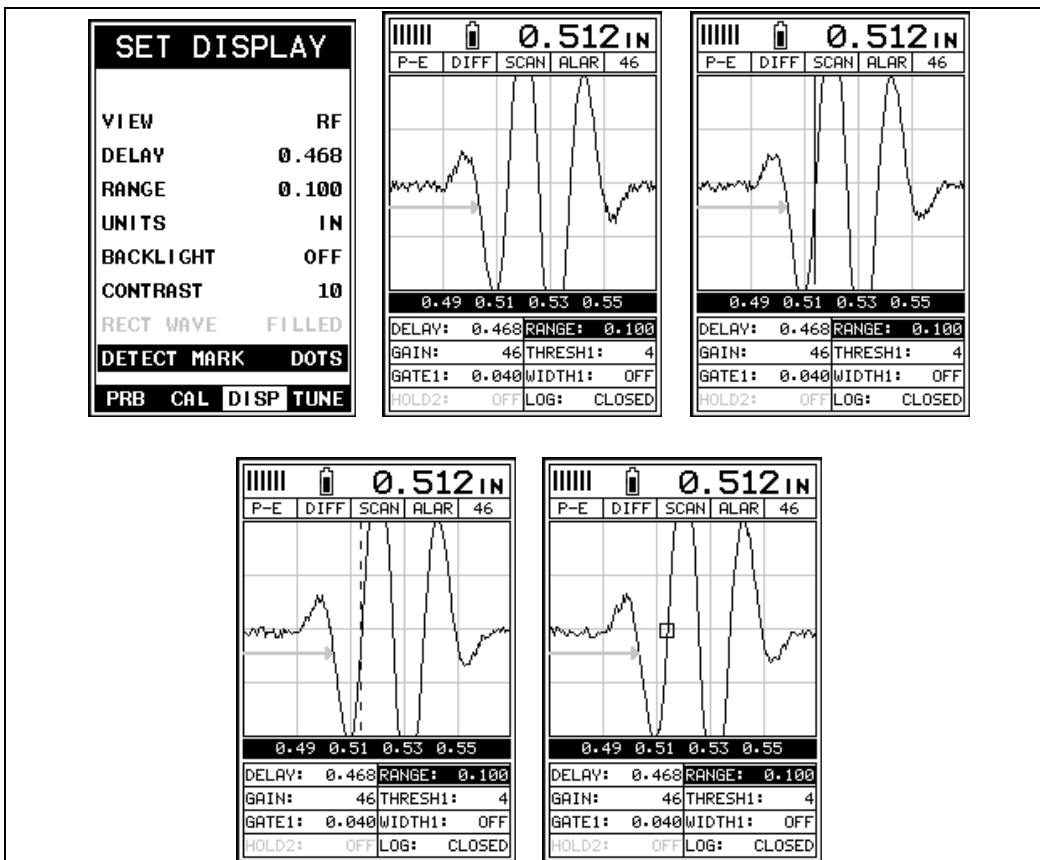 SET DISPLAY
VIEW RF
DELAY 0.468
RANGE 0.100
UNITS IN
BACKLIGHT OFF
CONTRAST 10
RECT WAVE FILLED
DETECT MARK DOTS
PRB CAL DISP TUNE
0.512 IN
P-E DIFF SCAN ALAR 46
0.49 0.51 0.53 0.55
DELAY: 0.468 RANGE: 0.100
GAIN: 46 THRESH1: 4
GATE1: 0.040 WIDTH1: OFF
HOLD2: OFF LOG: CLOSED
0.512 IN
P-E DIFF SCAN ALAR 46
0.49 0.51 0.53 0.55
DELAY: 0.468 RANGE: 0.100
GAIN: 46 THRESH1: 4
GATE1: 0.040 WIDTH1: OFF
HOLD2: OFF LOG: CLOSED
0.512 IN
P-E DIFF SCAN ALAR 46
0.49 0.51 0.53 0.55
DELAY: 0.468 RANGE: 0.100
GAIN: 46 THRESH1: 4
GATE1: 0.040 WIDTH1: OFF
HOLD2: OFF LOG: CLOSED
0.512 IN
P-E DIFF SCAN ALAR 46
0.49 0.51 0.53 0.55
DELAY: 0.468 RANGE: 0.100
GAIN: 46 THRESH1: 4
GATE1: 0.040 WIDTH1: OFF
HOLD2: OFF LOG: CLOSED